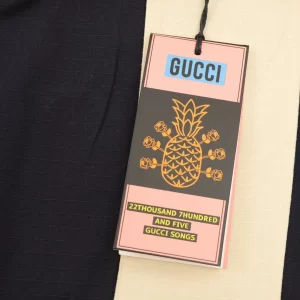 GUCCI
22THOUSAND 7HUNDRED
AND FIVE
GUCCI SONGS